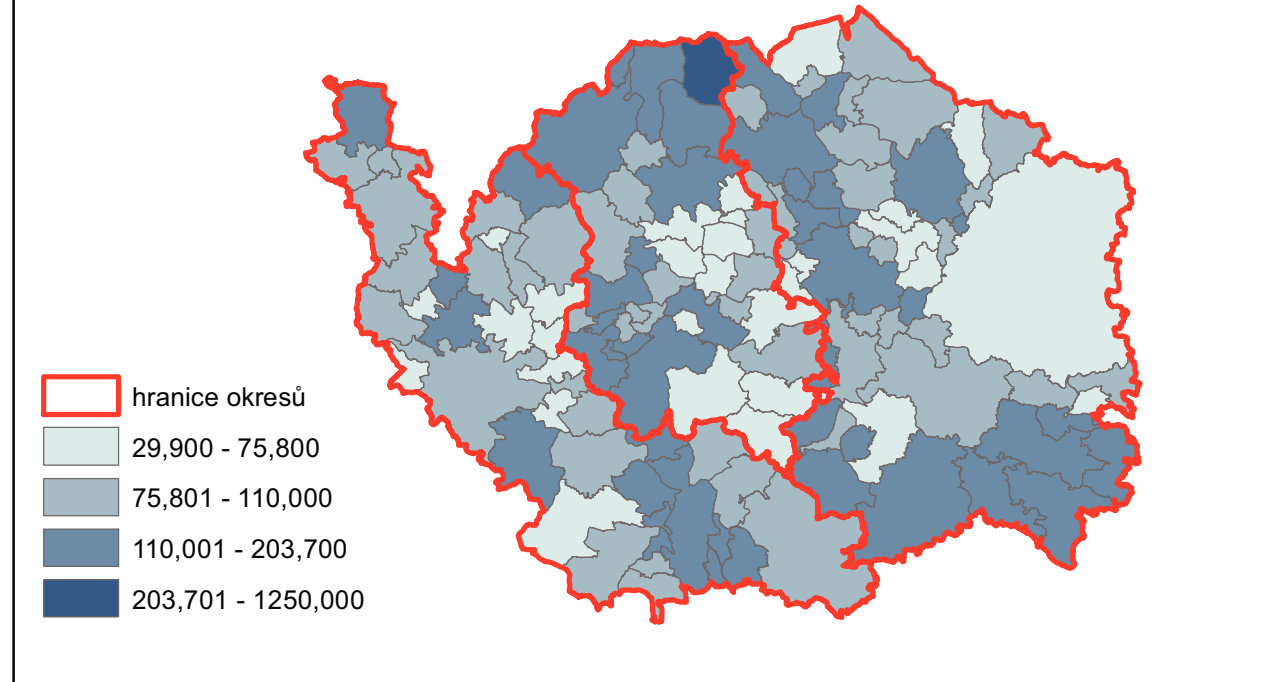 hranice okresů
29,900 - 75,800
75,801 - 110,000
110,001 - 203,700
203,701 - 1250,000